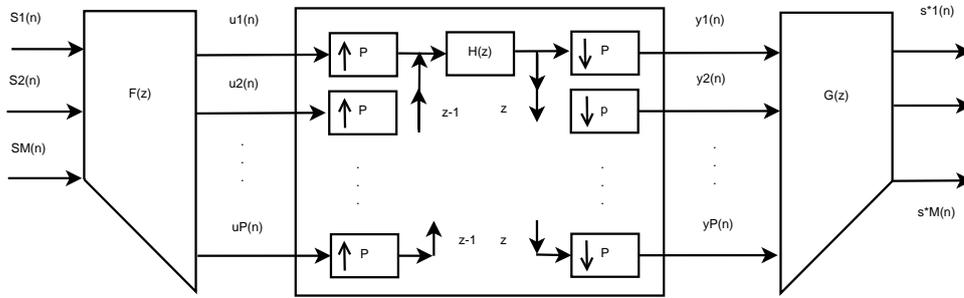 S1(n)
S2(n)
SM(n)
F(z)
u1(n)
u2(n)
uP(n)
P
P
P
H(z)
z-1
z
z-1
z
P
p
P
y1(n)
y2(n)
yP(n)
G(z)
s*1(n)
s*M(n)